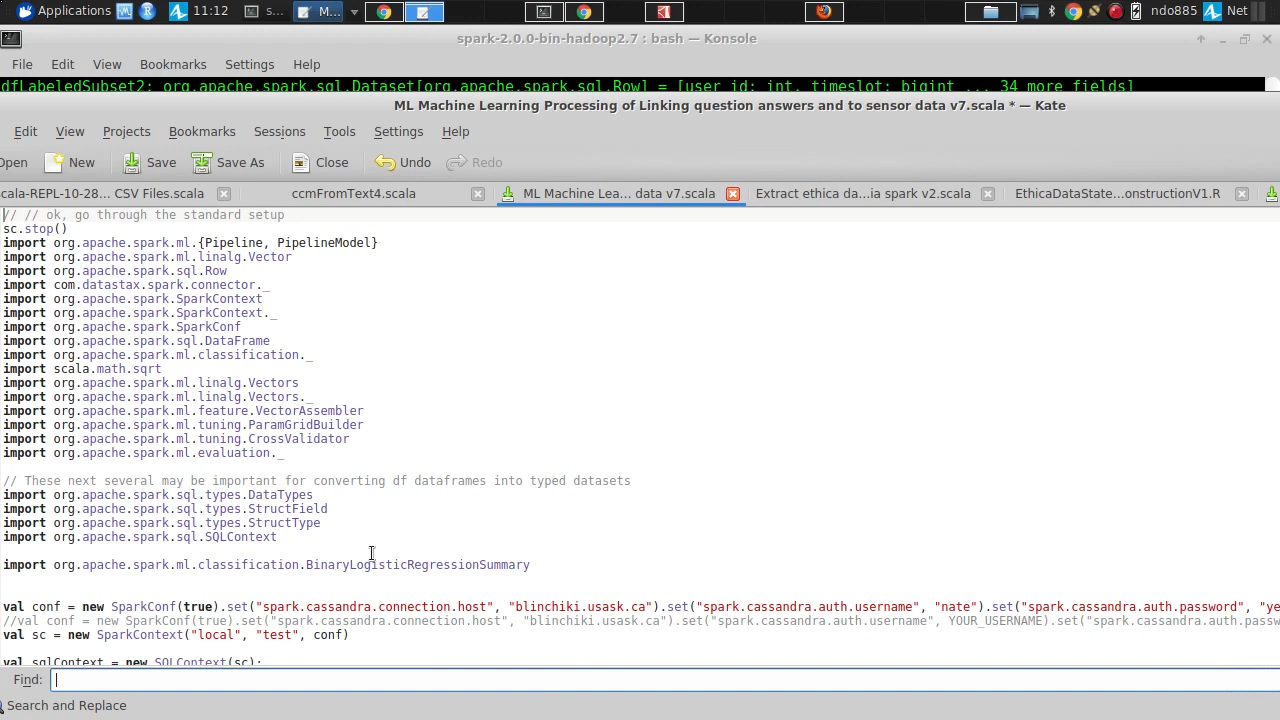 Applications 11:12 s... M... ndo885 Net
spark-2.0.0-bin-hadoop2.7 : bash — Konsole
File Edit View Bookmarks Settings Help
dfLabeledSubset2: org.apache.spark.sql.Dataset[org.apache.spark.sql.Row] = [user_id: int, timeslot: bigint ... 34 more fields]
ML Machine Learning Processing of Linking question answers and to sensor data v7.scala * — Kate
Edit View Projects Bookmarks Sessions Tools Settings Help
Open New Save Save As Close Undo Redo
cala-REPL-10-28... CSV Files.scala ccmFromText4.scala ML Machine Lea... data v7.scala Extract ethica da...ia spark v2.scala EthicaDataState...onstructionV1.R
// // ok, go through the standard setup
sc.stop()
import org.apache.spark.ml.{Pipeline, PipelineModel}
import org.apache.spark.ml.linalg.Vector
import org.apache.spark.sql.Row
import com.datastax.spark.connector._
import org.apache.spark.SparkContext
import org.apache.spark.SparkContext._
import org.apache.spark.SparkConf
import org.apache.spark.sql.DataFrame
import org.apache.spark.ml.classification._
import scala.math.sqrt
import org.apache.spark.ml.linalg.Vectors
import org.apache.spark.ml.linalg.Vectors._
import org.apache.spark.ml.feature.VectorAssembler
import org.apache.spark.ml.tuning.ParamGridBuilder
import org.apache.spark.ml.tuning.CrossValidator
import org.apache.spark.ml.evaluation._
// These next several may be important for converting df dataframes into typed datasets
import org.apache.spark.sql.types.DataTypes
import org.apache.spark.sql.types.StructField
import org.apache.spark.sql.types.StructType
import org.apache.spark.sql.SQLContext
import org.apache.spark.ml.classification.BinaryLogisticRegressionSummary
val conf = new SparkConf(true).set("spark.cassandra.connection.host", "blinchiki.usask.ca").set("spark.cassandra.auth.username", "nate").set("spark.cassandra.auth.password", "ye
//val conf = new SparkConf(true).set("spark.cassandra.connection.host", "blinchiki.usask.ca").set("spark.cassandra.auth.username", YOUR_USERNAME).set("spark.cassandra.auth.passw
val sc = new SparkContext("local", "test", conf)
val sqlContext = new SQLContext(sc);
Find:
Search and Replace